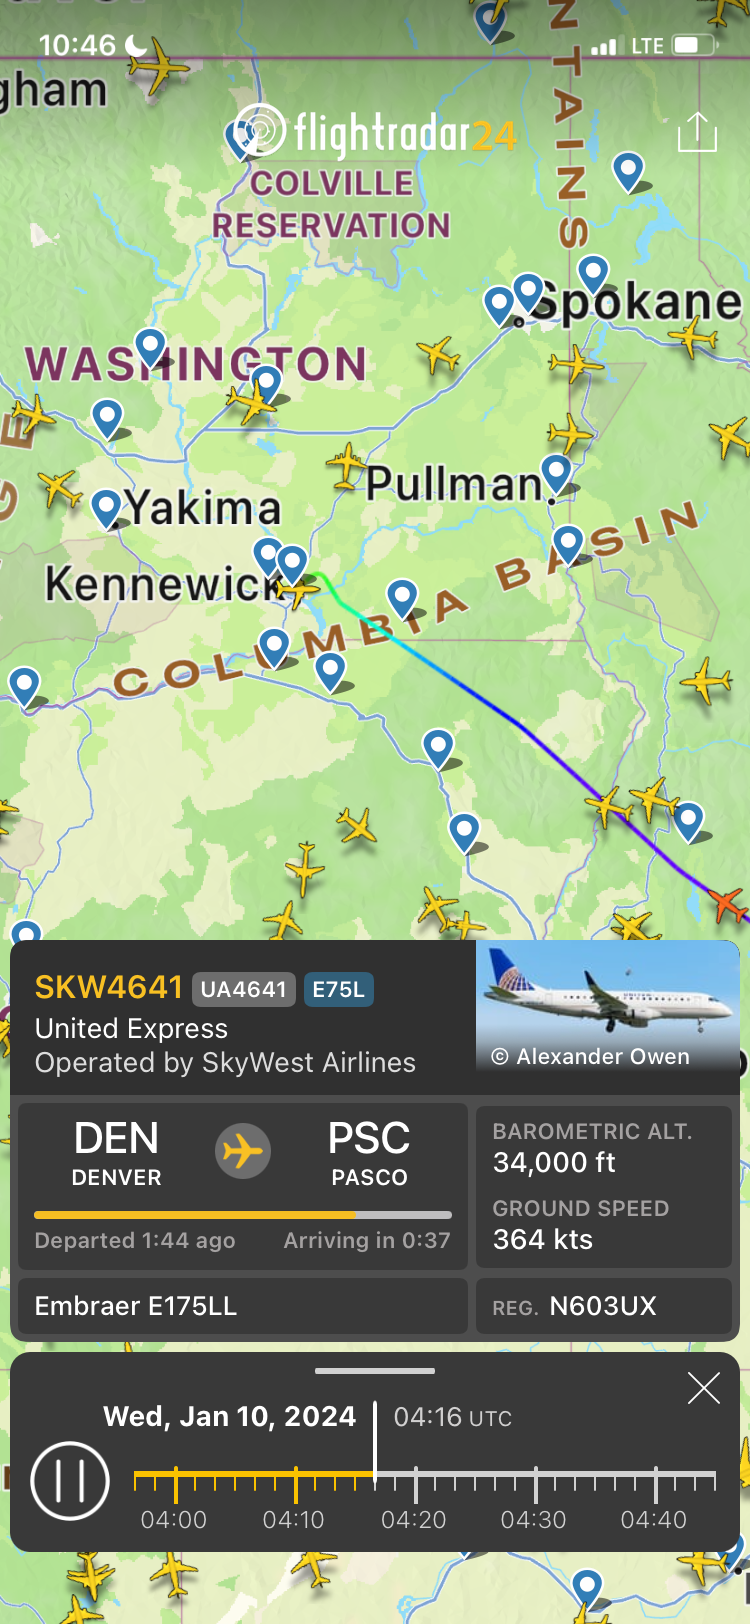 10:46
LTE
gham
NTAINS
flightradar24
COLVILLE
RESERVATION
Spokane
WASHINGTON
Pullman
Yakima
Kennewick
COLUMBIA BASIN
SKW4641 UA4641 E75L
United Express
Operated by SkyWest Airlines
© Alexander Owen
DEN
DENVER
PSC
PASCO
Departed 1:44 ago
Arriving in 0:37
BAROMETRIC ALT.
34,000 ft
GROUND SPEED
364 kts
Embraer E175LL
REG. N603UX
Wed, Jan 10, 2024
04:16 UTC
04:00 04:10 04:20 04:30 04:40